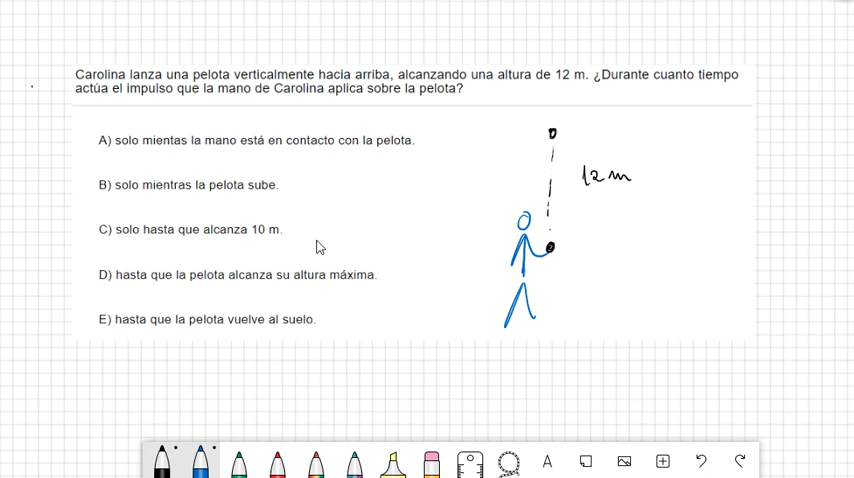 Carolina lanza una pelota verticalmente hacia arriba, alcanzando una altura de 12 m. ¿Durante cuanto tiempo
actúa el impulso que la mano de Carolina aplica sobre la pelota?
A) solo mientas la mano está en contacto con la pelota.
12 m
B) solo mientras la pelota sube.
C) solo hasta que alcanza 10 m.
D) hasta que la pelota alcanza su altura máxima.
E) hasta que la pelota vuelve al suelo.
A